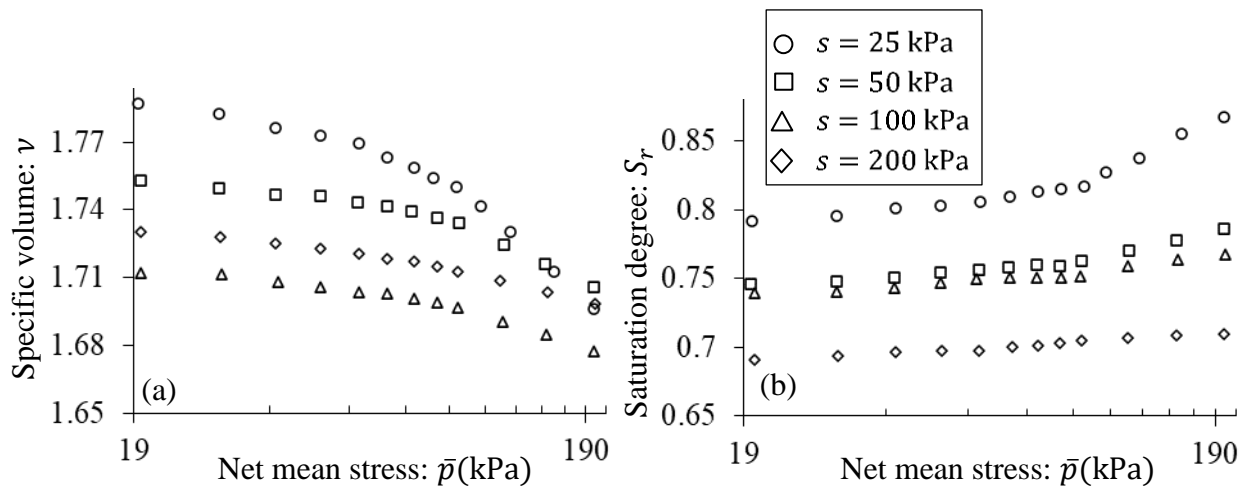 s = 25 kPa
s = 50 kPa
s = 100 kPa
s = 200 kPa
Specific volume: v
1.77
1.74
1.71
1.68
1.65
(a)
19
190
Net mean stress: p̄(kPa)
Saturation degree: Sᵣ
0.85
0.8
0.75
0.7
0.65
(b)
19
190
Net mean stress: p̄(kPa)